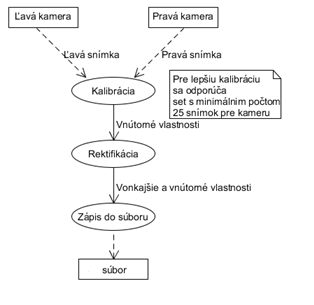 Ľavá kamera
Pravá kamera
Ľavá snímka
Pravá snímka
Kalibrácia
Pre lepšiu kalibráciu
sa odporúča
set s minimálnim počtom
25 snímok pre kameru
Vnútorné vlastnosti
Rektifikácia
Vonkajšie a vnútorné vlastnosti
Zápis do súboru
súbor